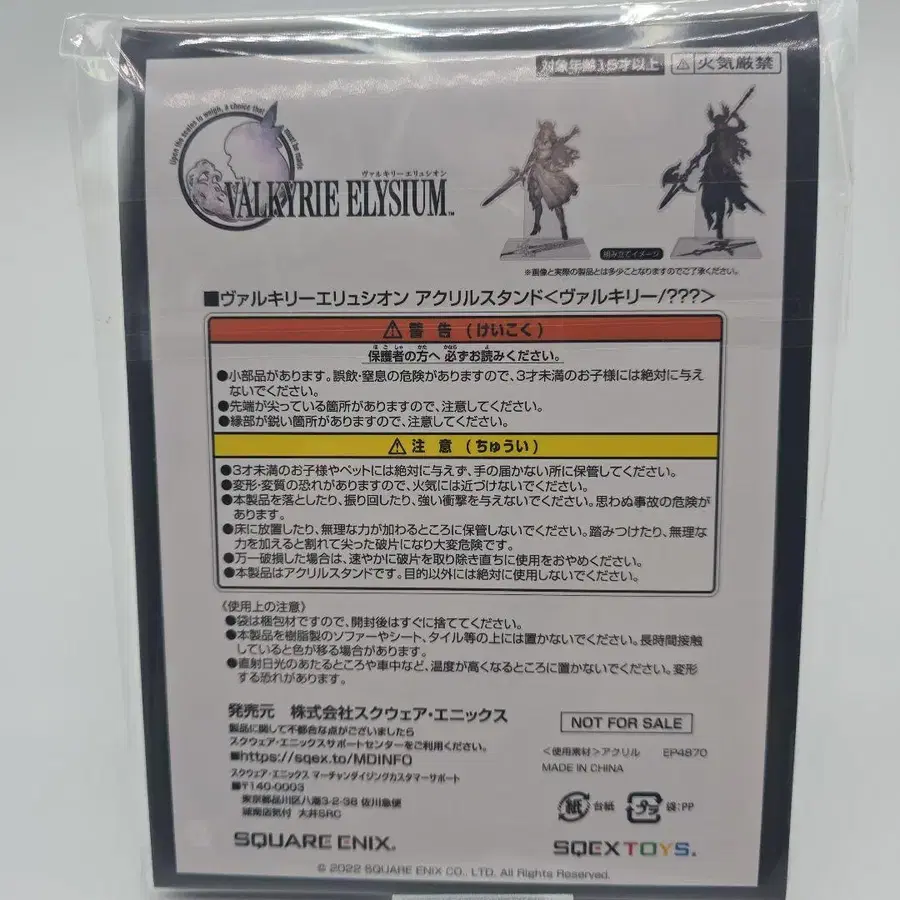 対象年齢15才以上 ⚠火気厳禁
Upon the scales to weigh, a choice that must be made
ヴァルキリーエリュシオン
VALKYRIE ELYSIUM™
組み立てイメージ
※画像と実際の製品とは多少ことなりますのでご了承ください。
■ヴァルキリーエリュシオン アクリルスタンド<ヴァルキリー/???>
⚠警告(けいこく)
ほごしゃ かた かなら よ
保護者の方へ 必ずお読みください。
●小部品があります。誤飲・窒息の危険がありますので、3才未満のお子様には絶対に与え
ないでください。
●先端が尖っている箇所がありますので、注意してください。
●縁部が鋭い箇所がありますので、注意してください。
⚠注意(ちゅうい)
●3才未満のお子様やペットには絶対に与えず、手の届かない所に保管してください。
●変形・変質の恐れがありますので、火気には近づけないでください。
●本製品を落としたり、振り回したり、強い衝撃を与えないでください。思わぬ事故の危険が
あります。
●床に放置したり、無理な力が加わるところに保管しないでください。踏みつけたり、無理な
力を加えると割れて尖った破片になり大変危険です。
●万一破損した場合は、速やかに破片を取り除き直ちに使用をおやめください。
●本製品はアクリルスタンドです。目的以外には絶対に使用しないでください。
《使用上の注意》
●袋は梱包材ですので、開封後はすぐに捨ててください。
●本製品を樹脂製のソファーやシート、タイル等の上には置かないでください。長時間接触
していると色が移る場合があります。
●直射日光のあたるところや車中など、温度が高くなるところに置かないでください。変形
する恐れがあります。
発売元 株式会社スクウェア・エニックス
製品に関して不都合な点がございましたら
スクウェア・エニックスサポートセンターをご利用ください。
■https://sqex.to/MDINFO
スクウェア・エニックス マーチャンダイジングカスタマーサポート
■〒140-0003
東京都品川区八潮3-2-36 佐川急便
城南店気付 大井SRC
NOT FOR SALE
<使用素材>アクリル EP4870
MADE IN CHINA
紙 台紙 プラ 袋:PP
SQUARE ENIX.
SQEX TOYS.
© 2022 SQUARE ENIX CO., LTD. All Rights Reserved.